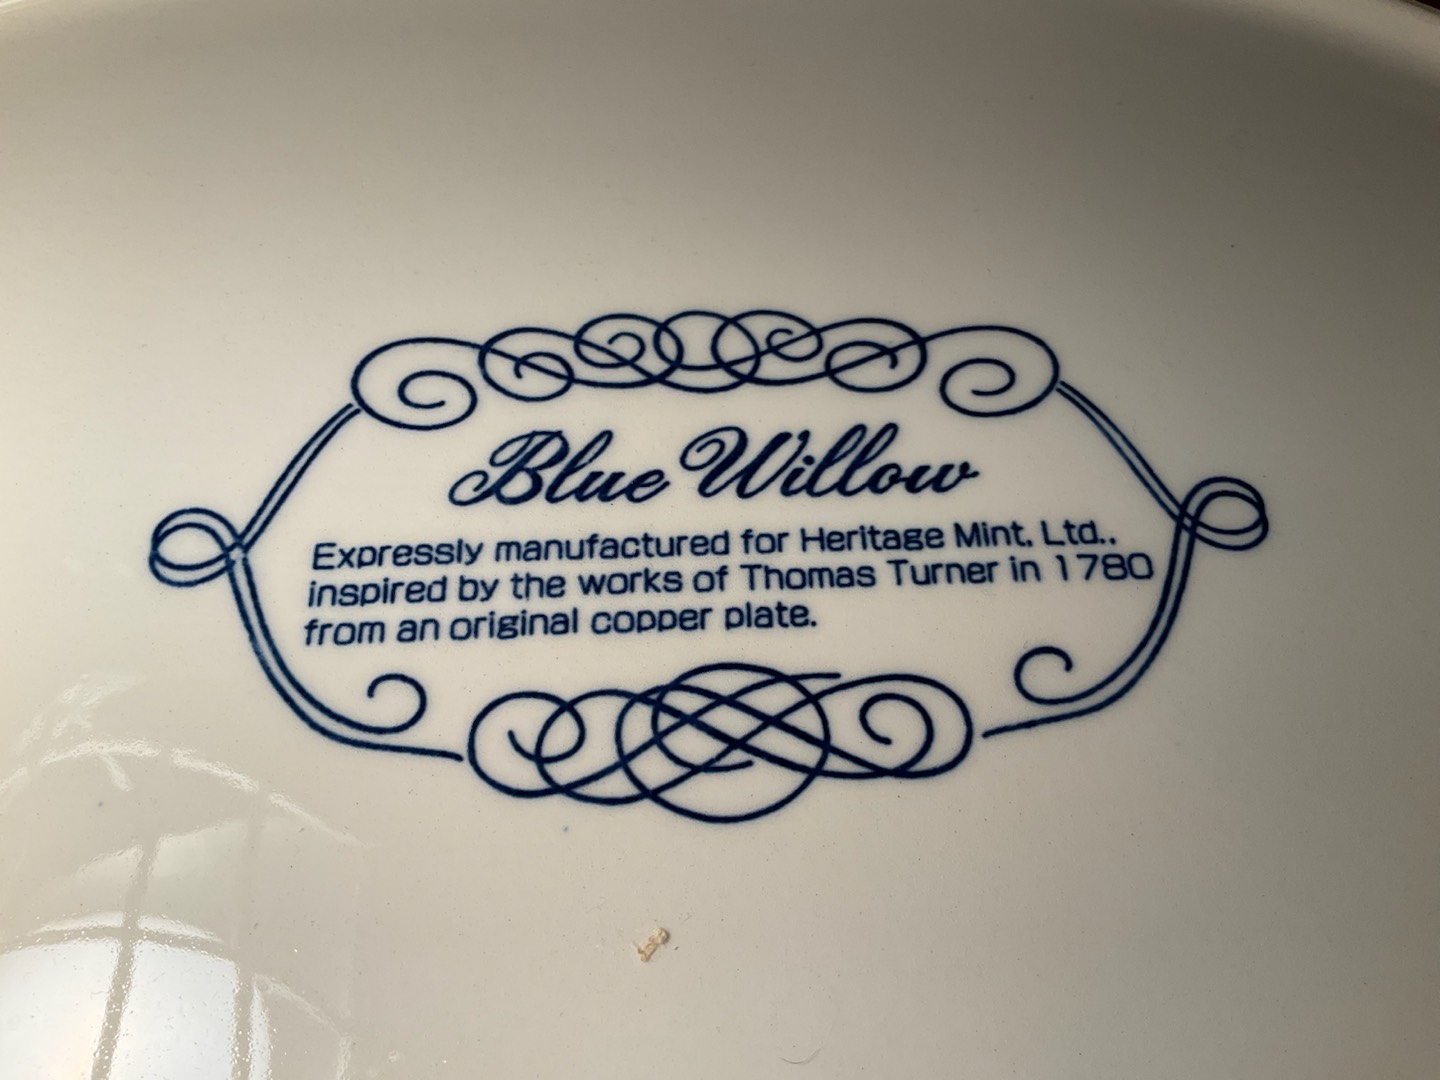 Blue Willow
Expressly manufactured for Heritage Mint, Ltd.,
inspired by the works of Thomas Turner in 1780
from an original copper plate.